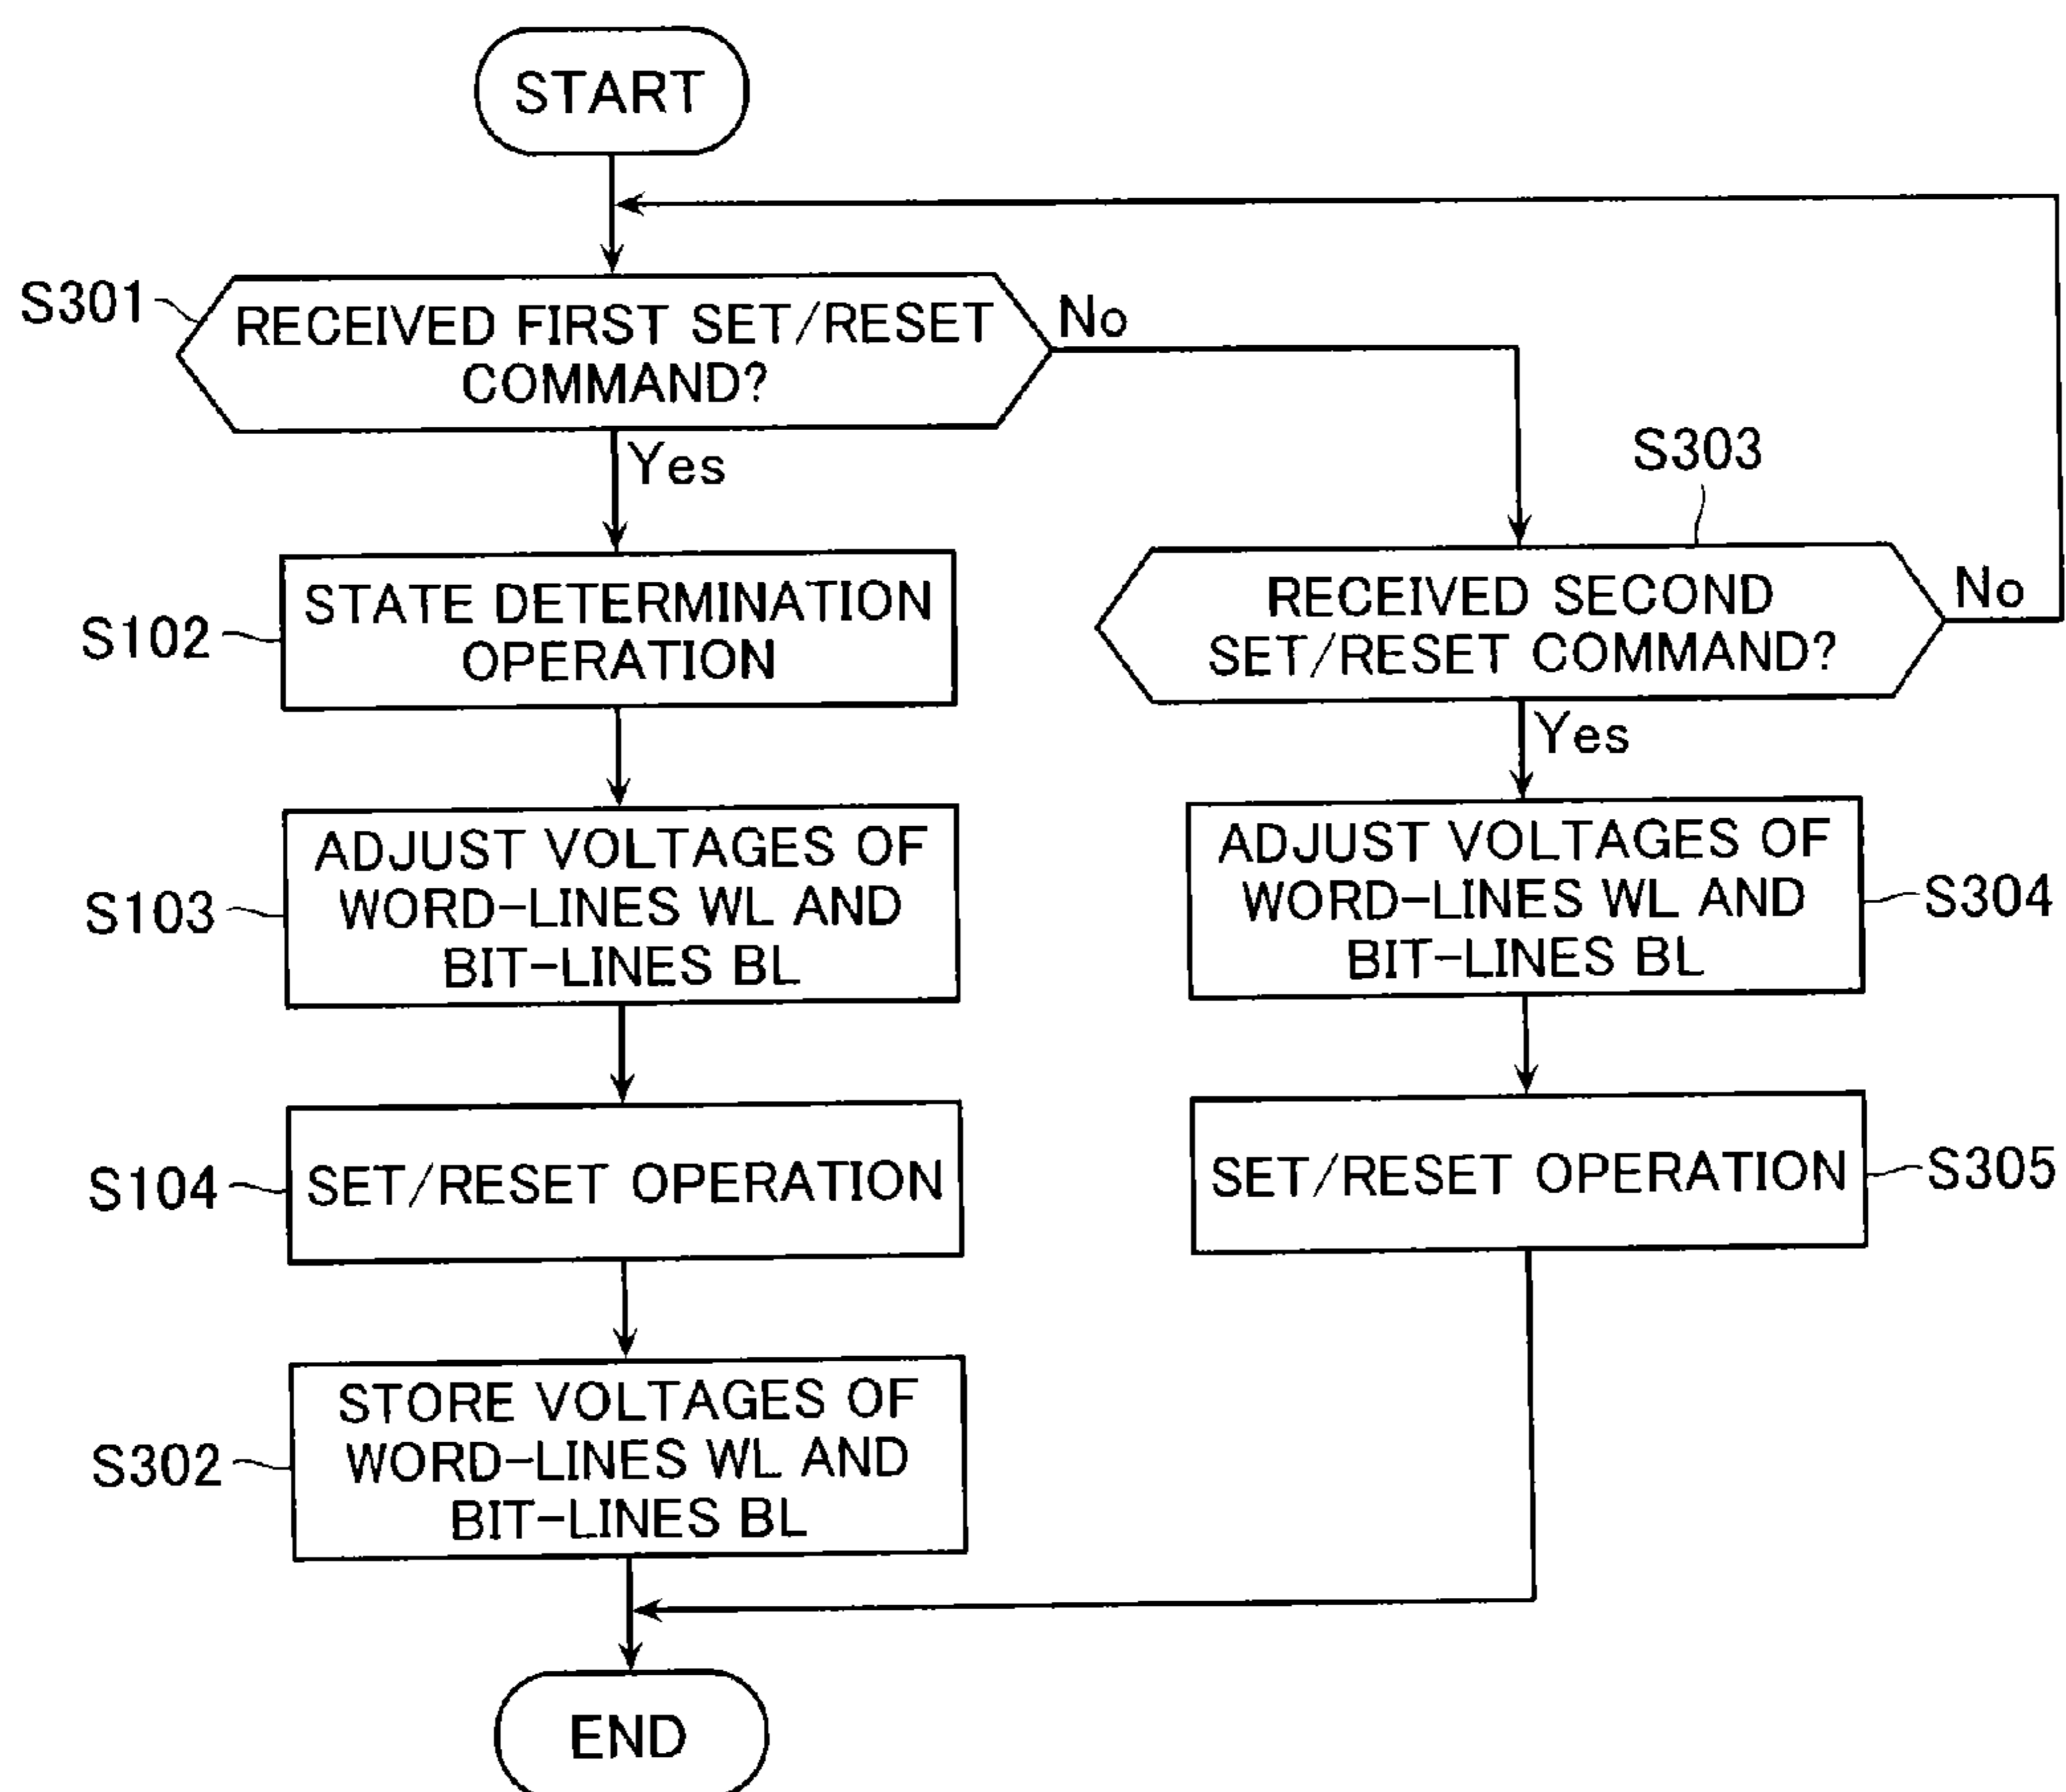 START
S301
RECEIVED FIRST SET/RESET
COMMAND?
No
Yes
S102
STATE DETERMINATION
OPERATION
S103
ADJUST VOLTAGES OF
WORD-LINES WL AND
BIT-LINES BL
S104
SET/RESET OPERATION
S302
STORE VOLTAGES OF
WORD-LINES WL AND
BIT-LINES BL
S303
RECEIVED SECOND
SET/RESET COMMAND?
No
Yes
ADJUST VOLTAGES OF
WORD-LINES WL AND
BIT-LINES BL
S304
SET/RESET OPERATION
S305
END